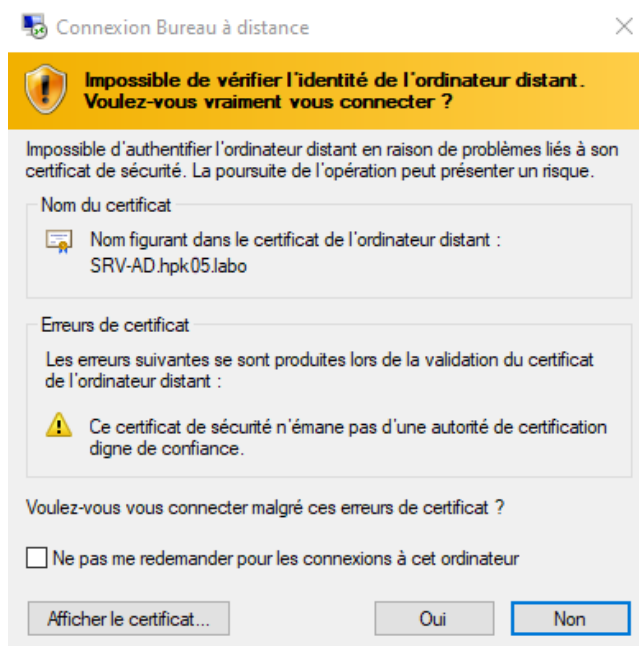 Connexion Bureau à distance
Impossible de vérifier l'identité de l'ordinateur distant.
Voulez-vous vraiment vous connecter ?
Impossible d'authentifier l'ordinateur distant en raison de problèmes liés à son
certificat de sécurité. La poursuite de l'opération peut présenter un risque.
Nom du certificat
Nom figurant dans le certificat de l'ordinateur distant :
SRV-AD.hpk05.labo
Erreurs de certificat
Les erreurs suivantes se sont produites lors de la validation du certificat
de l'ordinateur distant :
Ce certificat de sécurité n'émane pas d'une autorité de certification
digne de confiance.
Voulez-vous vous connecter malgré ces erreurs de certificat ?
Ne pas me redemander pour les connexions à cet ordinateur
Afficher le certificat...
Oui
Non